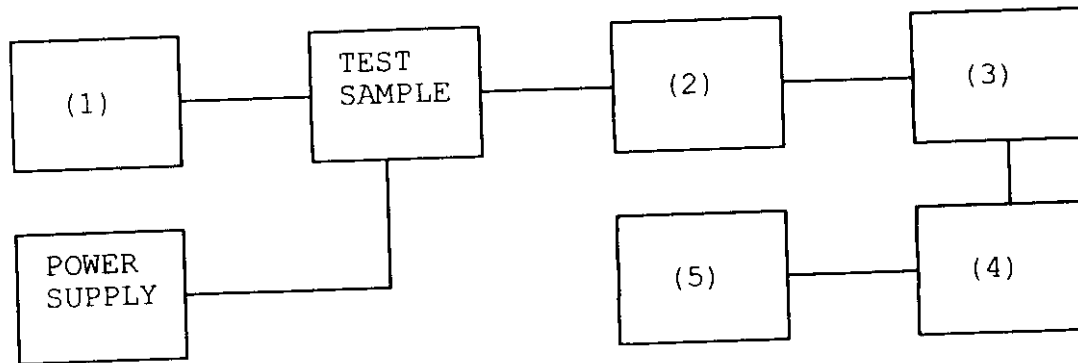 (1)
TEST
SAMPLE
(2)
(3)
POWER
SUPPLY
(5)
(4)